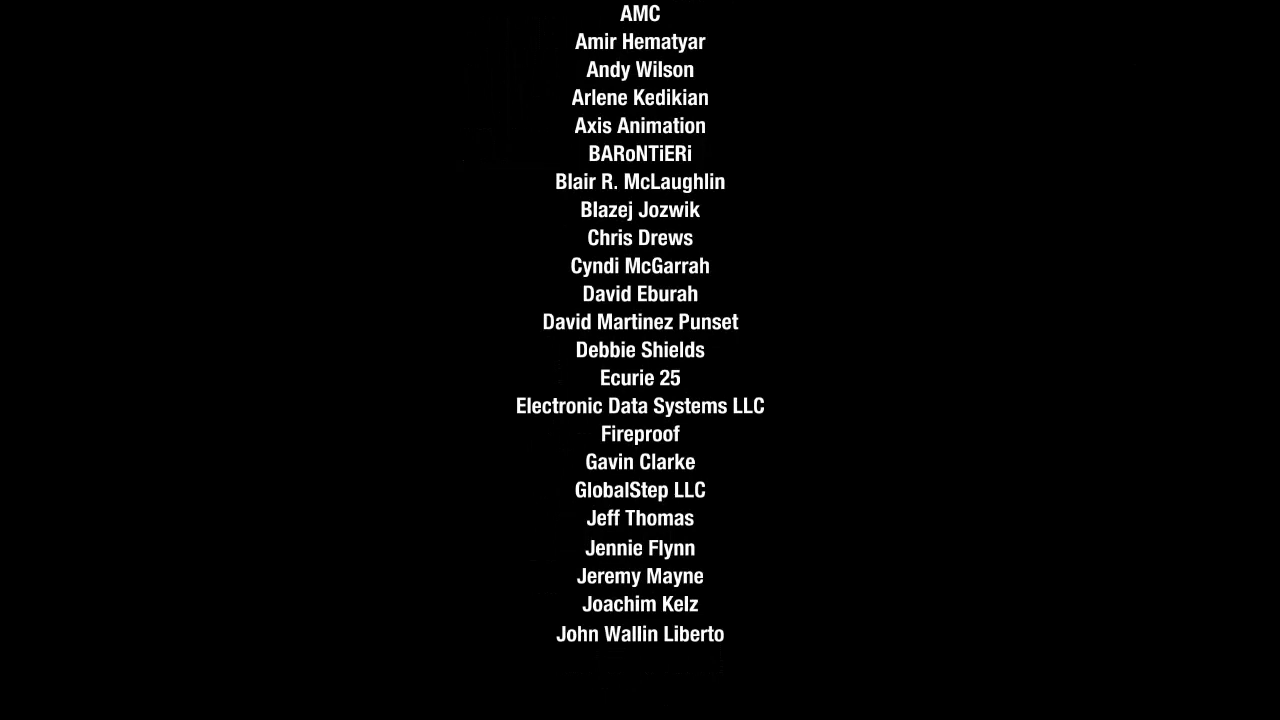 AMC
Amir Hematyar
Andy Wilson
Arlene Kedikian
Axis Animation
BARoNTiERi
Blair R. McLaughlin
Blazej Jozwik
Chris Drews
Cyndi McGarrah
David Eburah
David Martinez Punset
Debbie Shields
Ecurie 25
Electronic Data Systems LLC
Fireproof
Gavin Clarke
GlobalStep LLC
Jeff Thomas
Jennie Flynn
Jeremy Mayne
Joachim Kelz
John Wallin Liberto